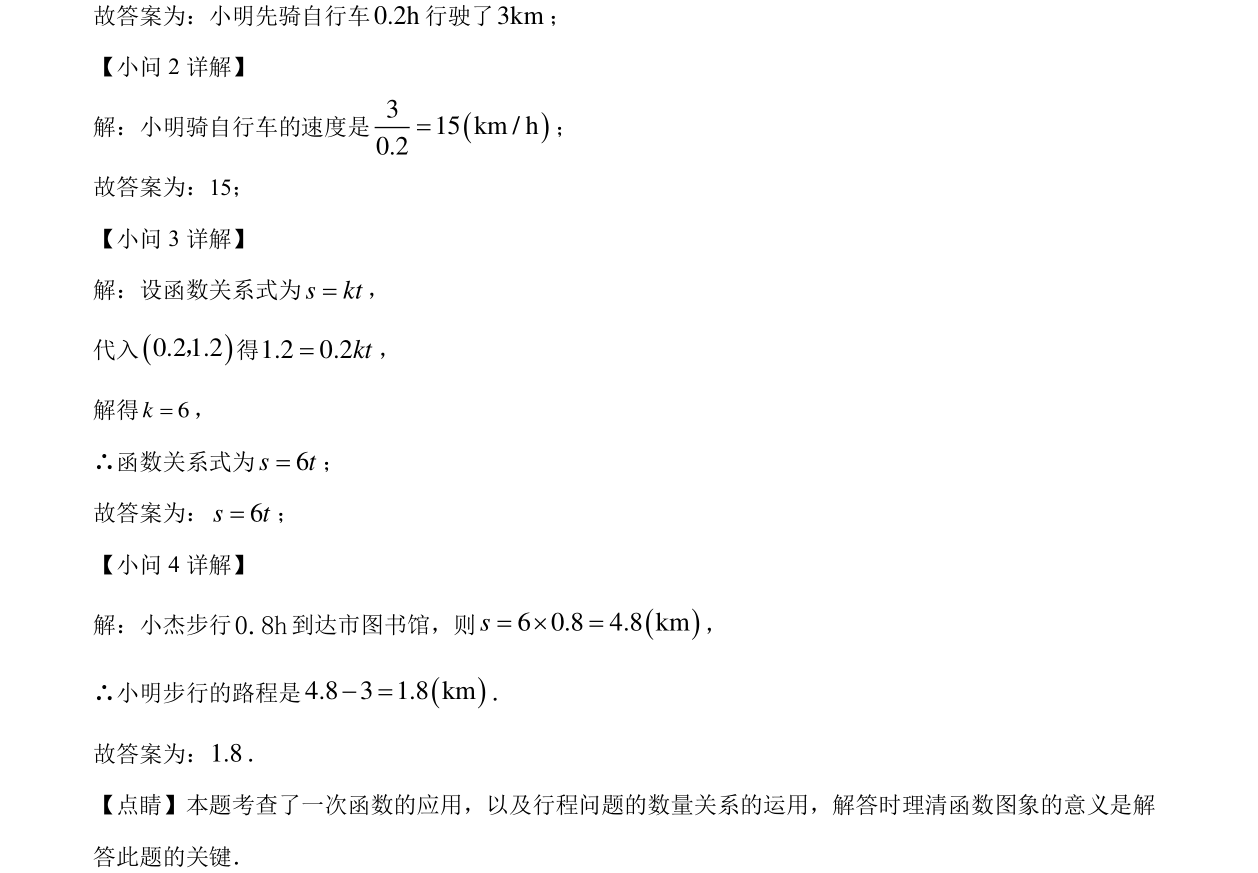 故答案为：小明先骑自行车0.2h行驶了3km；
【小问 2 详解】
解：小明骑自行车的速度是 3/0.2 =15(km/h)；
故答案为：15；
【小问 3 详解】
解：设函数关系式为 s = kt，
代入(0.2,1.2)得1.2 = 0.2kt，
解得 k = 6，
∴函数关系式为 s = 6t；
故答案为： s = 6t；
【小问 4 详解】
解：小杰步行0.8h到达市图书馆，则 s = 6×0.8 = 4.8(km)，
∴小明步行的路程是 4.8−3 =1.8(km)．
故答案为：1.8．
【点睛】本题考查了一次函数的应用，以及行程问题的数量关系的运用，解答时理清函数图象的意义是解
答此题的关键．